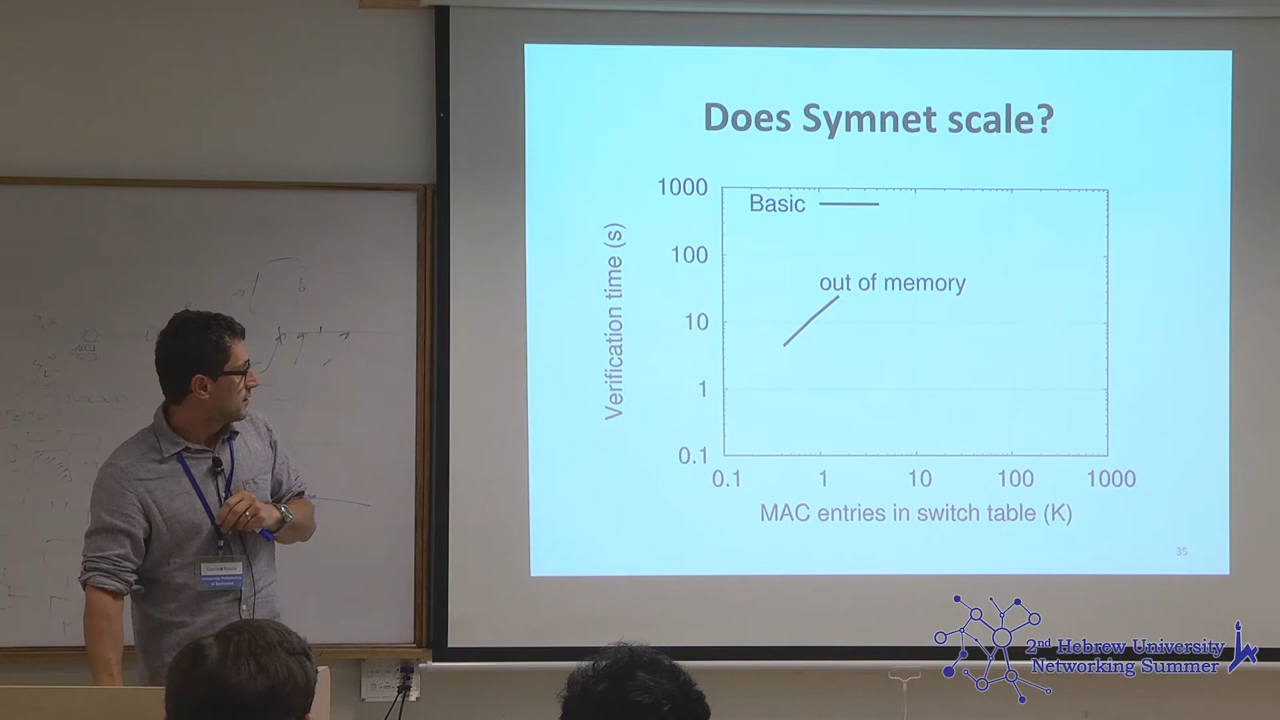 Does Symnet scale?
1000
Basic
100
out of memory
10
1
0.1
Verification time (s)
0.1 1 10 100 1000
MAC entries in switch table (K)
35
2nd Hebrew University
Networking Summer